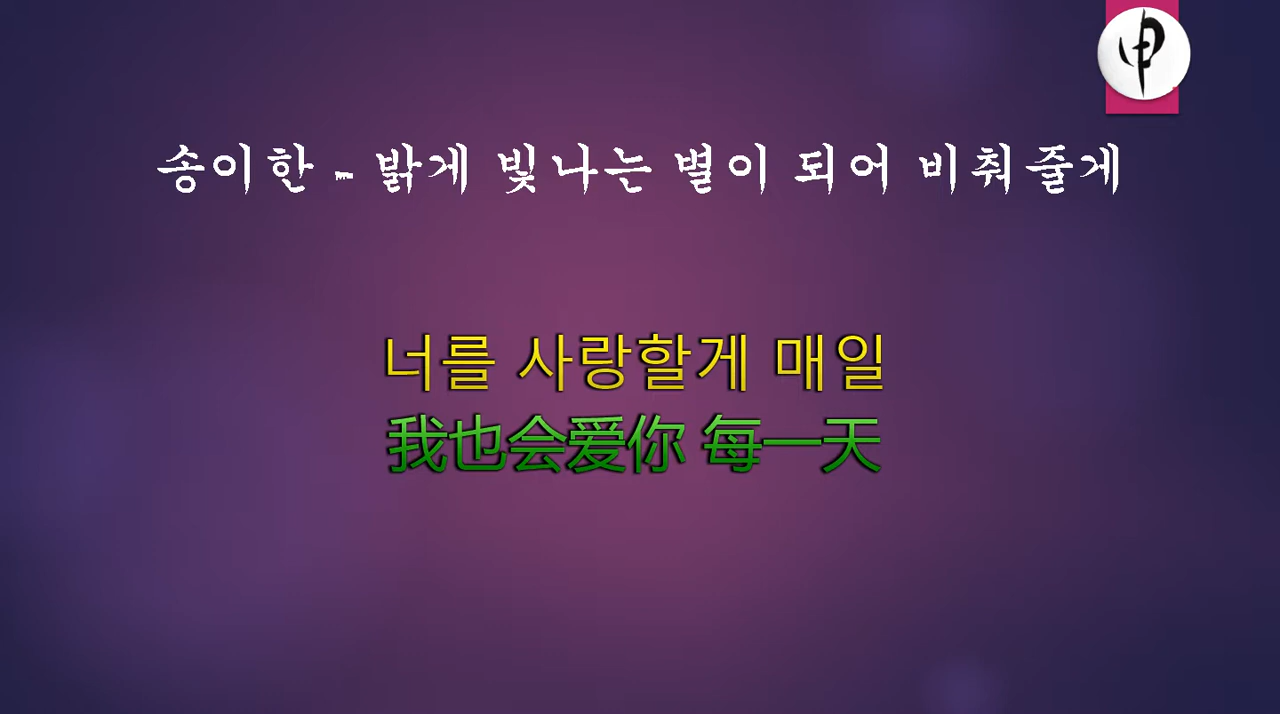 송이한 - 밝게 빛나는 별이 되어 비춰줄게
너를 사랑할게 매일
我也会爱你 每一天